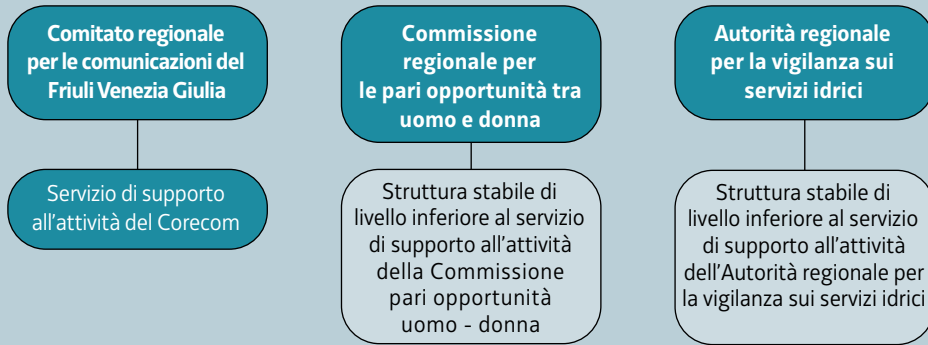 Comitato regionale
per le comunicazioni del
Friuli Venezia Giulia
Servizio di supporto
all'attività del Corecom
Commissione
regionale per
le pari opportunità tra
uomo e donna
Struttura stabile di
livello inferiore al servizio
di supporto all'attività
della Commissione
pari opportunità
uomo - donna
Autorità regionale
per la vigilanza sui
servizi idrici
Struttura stabile di
livello inferiore al servizio
di supporto all'attività
dell'Autorità regionale per
la vigilanza sui servizi idrici